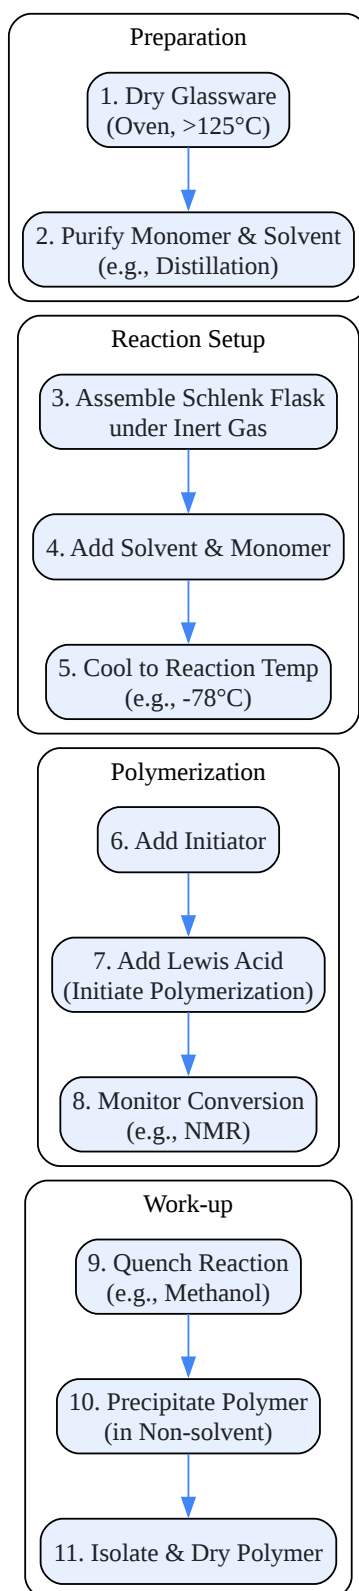 Preparation
1. Dry Glassware
(Oven, >125°C)
2. Purify Monomer & Solvent
(e.g., Distillation)
Reaction Setup
3. Assemble Schlenk Flask
under Inert Gas
4. Add Solvent & Monomer
5. Cool to Reaction Temp
(e.g., -78°C)
Polymerization
6. Add Initiator
7. Add Lewis Acid
(Initiate Polymerization)
8. Monitor Conversion
(e.g., NMR)
Work-up
9. Quench Reaction
(e.g., Methanol)
10. Precipitate Polymer
(in Non-solvent)
11. Isolate & Dry Polymer